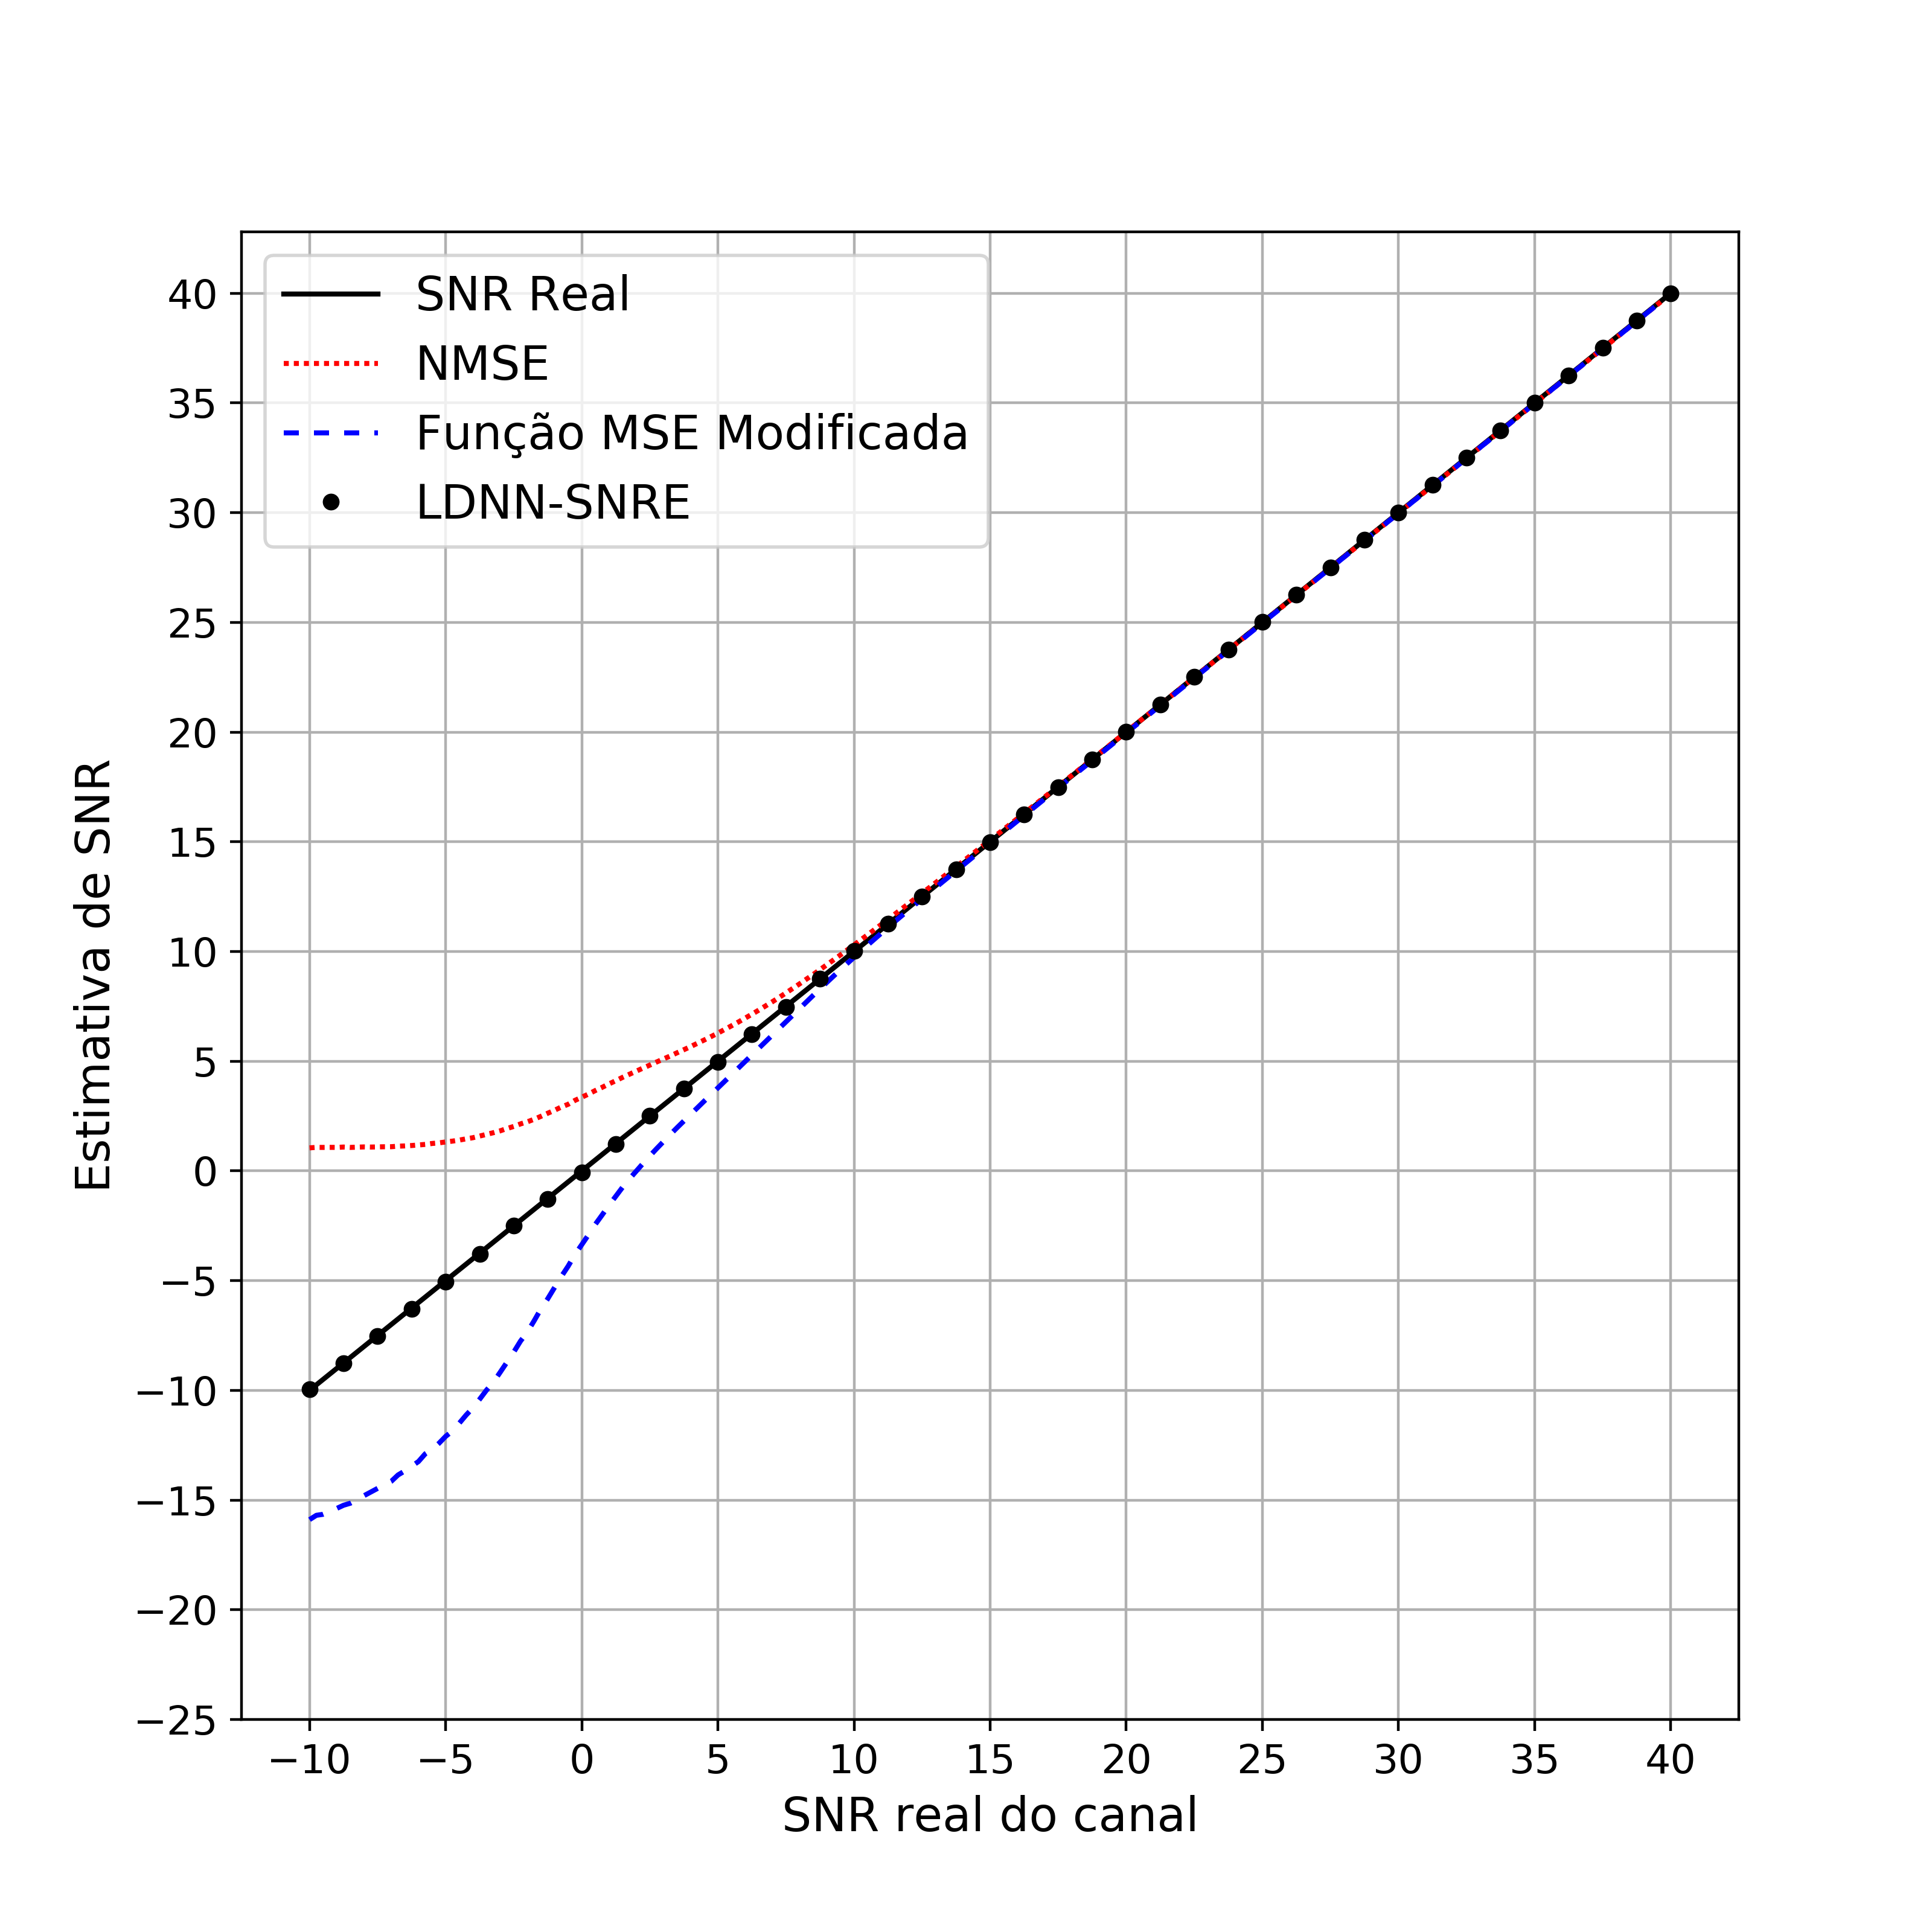 SNR Real
NMSE
Função MSE Modificada
LDNN-SNRE
40
35
30
25
20
15
10
5
0
−5
−10
−15
−20
−25
Estimativa de SNR
−10 −5 0 5 10 15 20 25 30 35 40
SNR real do canal